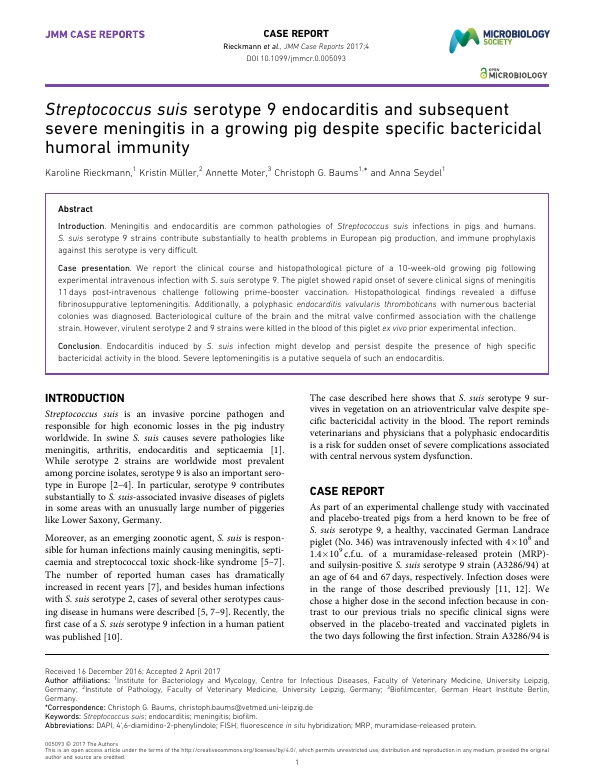 JMM CASE REPORTS
CASE REPORT
Rieckmann et al., JMM Case Reports 2017;4
DOI 10.1099/jmmcr.0.005093
MICROBIOLOGY
SOCIETY
OPEN
MICROBIOLOGY
Streptococcus suis serotype 9 endocarditis and subsequent
severe meningitis in a growing pig despite specific bactericidal
humoral immunity
Karoline Rieckmann,1 Kristin Müller,2 Annette Moter,3 Christoph G. Baums1,* and Anna Seydel1
Abstract
Introduction. Meningitis and endocarditis are common pathologies of Streptococcus suis infections in pigs and humans.
S. suis serotype 9 strains contribute substantially to health problems in European pig production, and immune prophylaxis
against this serotype is very difficult.
Case presentation. We report the clinical course and histopathological picture of a 10-week-old growing pig following
experimental intravenous infection with S. suis serotype 9. The piglet showed rapid onset of severe clinical signs of meningitis
11 days post-intravenous challenge following prime-booster vaccination. Histopathological findings revealed a diffuse
fibrinosuppurative leptomeningitis. Additionally, a polyphasic endocarditis valvularis thromboticans with numerous bacterial
colonies was diagnosed. Bacteriological culture of the brain and the mitral valve confirmed association with the challenge
strain. However, virulent serotype 2 and 9 strains were killed in the blood of this piglet ex vivo prior experimental infection.
Conclusion. Endocarditis induced by S. suis infection might develop and persist despite the presence of high specific
bactericidal activity in the blood. Severe leptomeningitis is a putative sequela of such an endocarditis.
INTRODUCTION
Streptococcus suis is an invasive porcine pathogen and
responsible for high economic losses in the pig industry
worldwide. In swine S. suis causes severe pathologies like
meningitis, arthritis, endocarditis and septicaemia [1].
While serotype 2 strains are worldwide most prevalent
among porcine isolates, serotype 9 is also an important sero-
type in Europe [2–4]. In particular, serotype 9 contributes
substantially to S. suis-associated invasive diseases of piglets
in some areas with an unusually large number of piggeries
like Lower Saxony, Germany.
Moreover, as an emerging zoonotic agent, S. suis is respon-
sible for human infections mainly causing meningitis, septi-
caemia and streptococcal toxic shock-like syndrome [5–7].
The number of reported human cases has dramatically
increased in recent years [7], and besides human infections
with S. suis serotype 2, cases of several other serotypes caus-
ing disease in humans were described [5, 7–9]. Recently, the
first case of a S. suis serotype 9 infection in a human patient
was published [10].
The case described here shows that S. suis serotype 9 sur-
vives in vegetation on an atrioventricular valve despite spe-
cific bactericidal activity in the blood. The report reminds
veterinarians and physicians that a polyphasic endocarditis
is a risk for sudden onset of severe complications associated
with central nervous system dysfunction.
CASE REPORT
As part of an experimental challenge study with vaccinated
and placebo-treated pigs from a herd known to be free of
S. suis serotype 9, a healthy, vaccinated German Landrace
piglet (No. 346) was intravenously infected with 4×10⁸ and
1.4×10⁹ c.f.u. of a muramidase-released protein (MRP)-
and suilysin-positive S. suis serotype 9 strain (A3286/94) at
an age of 64 and 67 days, respectively. Infection doses were
in the range of those described previously [11, 12]. We
chose a higher dose in the second infection because in con-
trast to our previous trials no specific clinical signs were
observed in the placebo-treated and vaccinated piglets in
the two days following the first infection. Strain A3286/94 is
Received 16 December 2016; Accepted 2 April 2017
Author affiliations: 1Institute for Bacteriology and Mycology, Centre for Infectious Diseases, Faculty of Veterinary Medicine, University Leipzig,
Germany; 2Institute of Pathology, Faculty of Veterinary Medicine, University Leipzig, Germany; 3Biofilmcenter, German Heart Institute Berlin,
Germany.
*Correspondence: Christoph G. Baums, christoph.baums@vetmed.uni-leipzig.de
Keywords: Streptococcus suis; endocarditis; meningitis; biofilm.
Abbreviations: DAPI, 4′,6-diamidino-2-phenylindole; FISH, fluorescence in situ hybridization; MRP, muramidase-released protein.
005093 © 2017 The Authors
This is an open access article under the terms of the http://creativecommons.org/licenses/by/4.0/, which permits unrestricted use, distribution and reproduction in any medium, provided the original
author and source are credited.
1